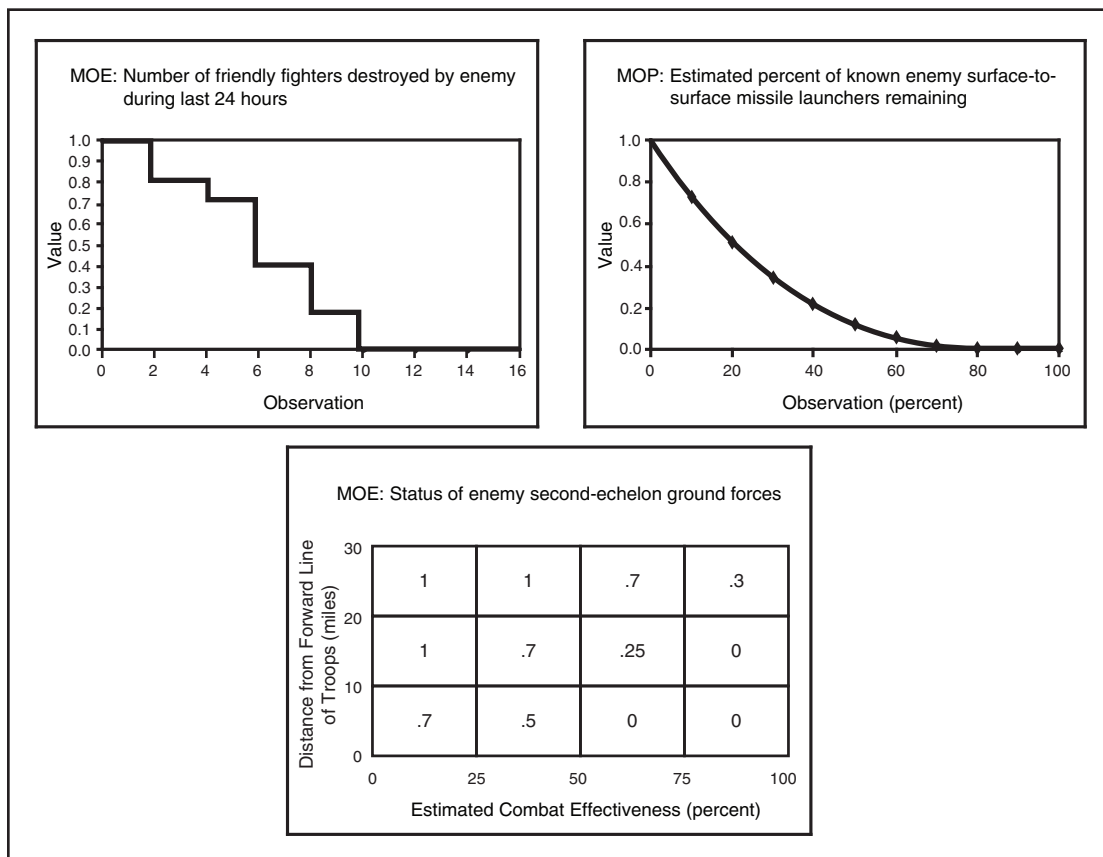 MOE: Number of friendly fighters destroyed by enemy
during last 24 hours
1.0
0.9
0.8
0.7
0.6
0.5
0.4
0.3
0.2
0.1
0.0
Value
0 2 4 6 8 10 12 14 16
Observation
MOP: Estimated percent of known enemy surface-to-
surface missile launchers remaining
1.0
0.8
0.6
0.4
0.2
0.0
Value
0 20 40 60 80 100
Observation (percent)
MOE: Status of enemy second-echelon ground forces
Distance from Forward Line
of Troops (miles)
30
20
10
0
1 1 .7 .3
1 .7 .25 0
.7 .5 0 0
0 25 50 75 100
Estimated Combat Effectiveness (percent)